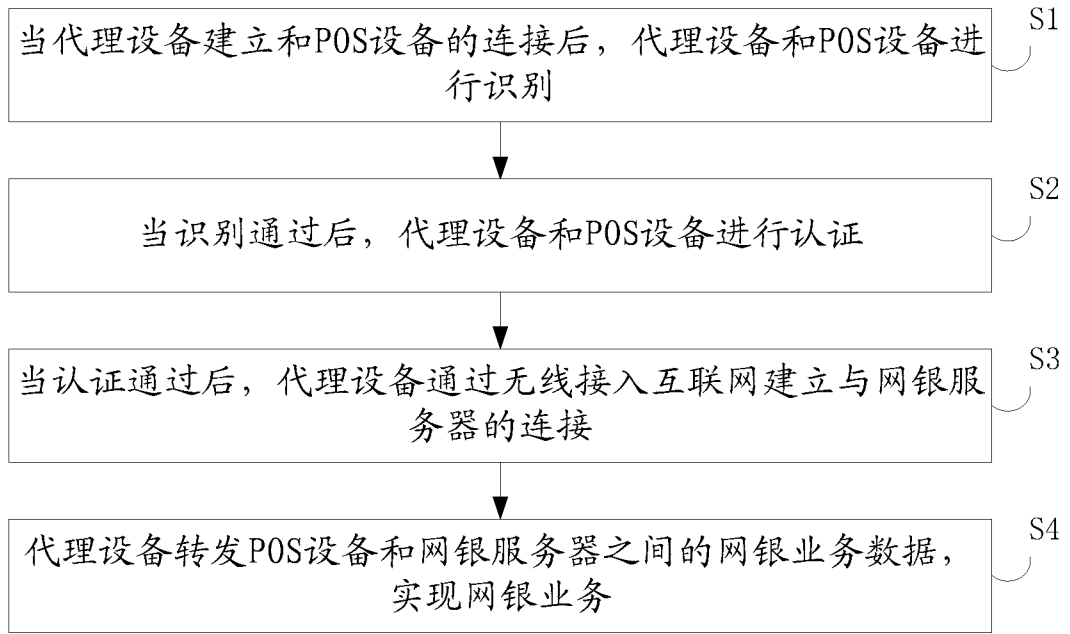 当代理设备建立和POS设备的连接后，代理设备和POS设备进
行识别
S1
当识别通过后，代理设备和POS设备进行认证
S2
当认证通过后，代理设备通过无线接入互联网建立与网银服
务器的连接
S3
代理设备转发POS设备和网银服务器之间的网银业务数据，
实现网银业务
S4